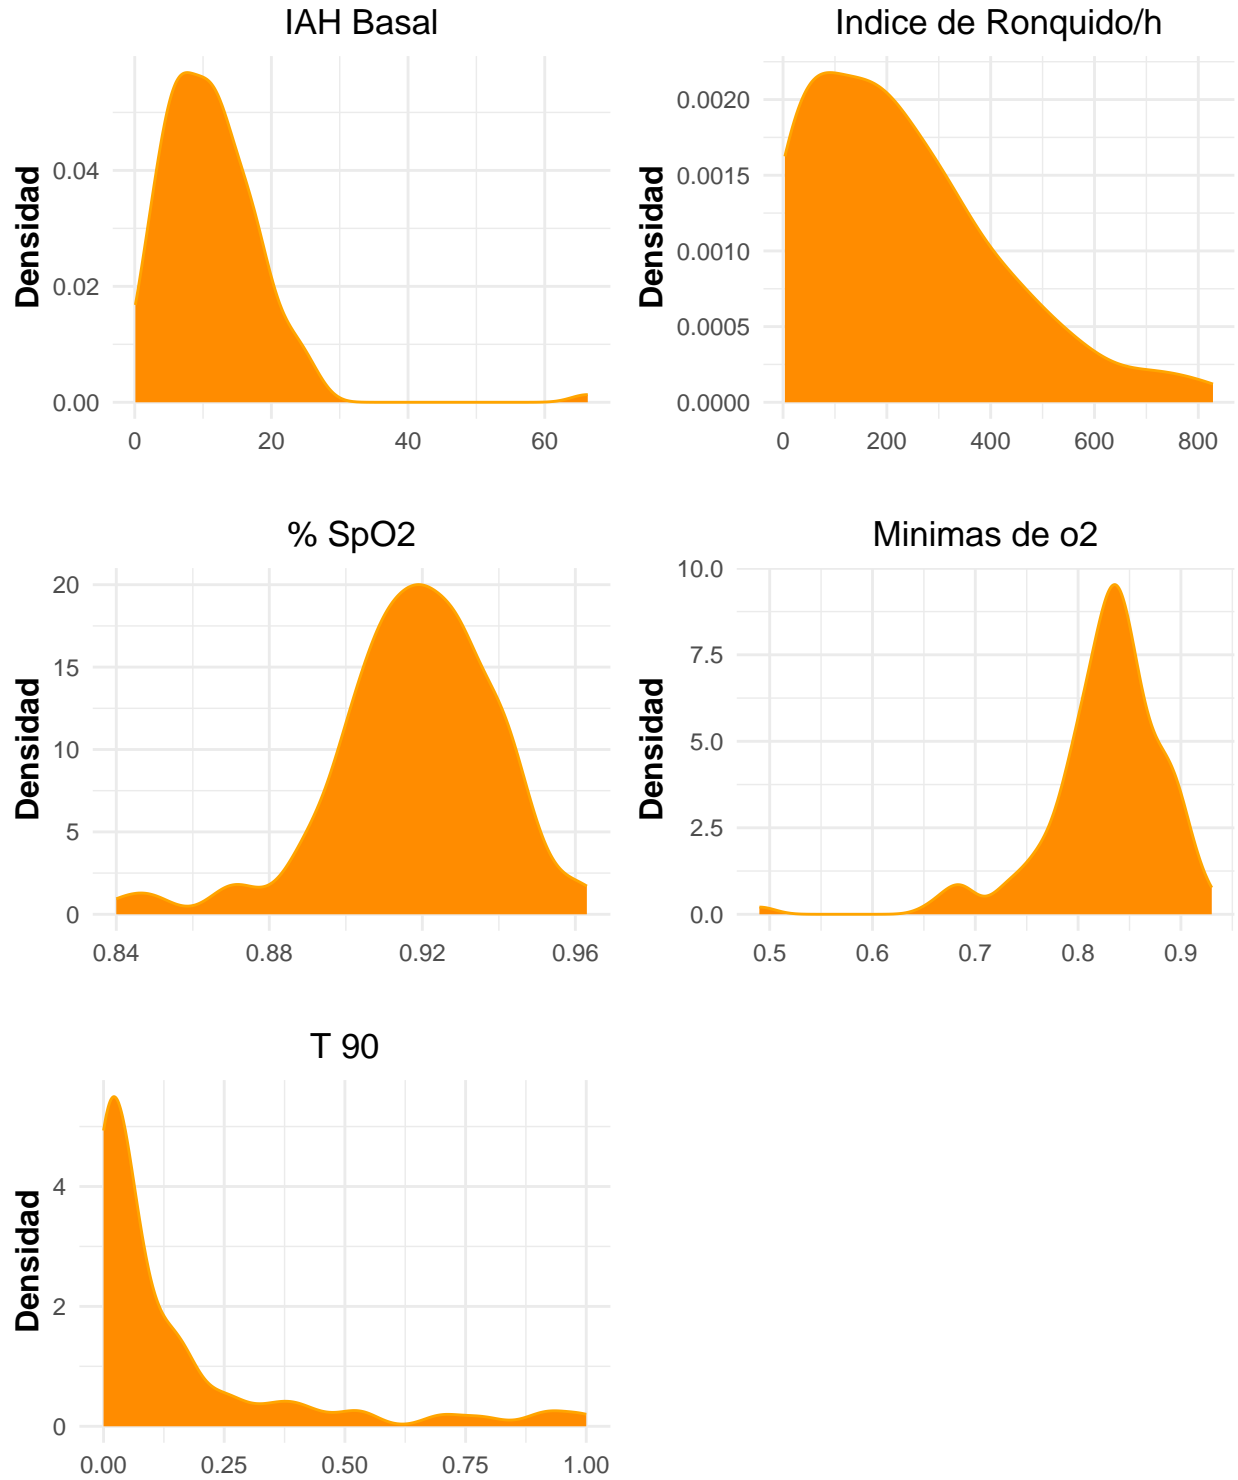 IAH Basal
Densidad
0.04
0.02
0.00
0 20 40 60
Indice de Ronquido/h
Densidad
0.0020
0.0015
0.0010
0.0005
0.0000
0 200 400 600 800
% SpO2
Densidad
20
15
10
5
0
0.84 0.88 0.92 0.96
Minimas de o2
Densidad
10.0
7.5
5.0
2.5
0.0
0.5 0.6 0.7 0.8 0.9
T 90
Densidad
4
2
0
0.00 0.25 0.50 0.75 1.00